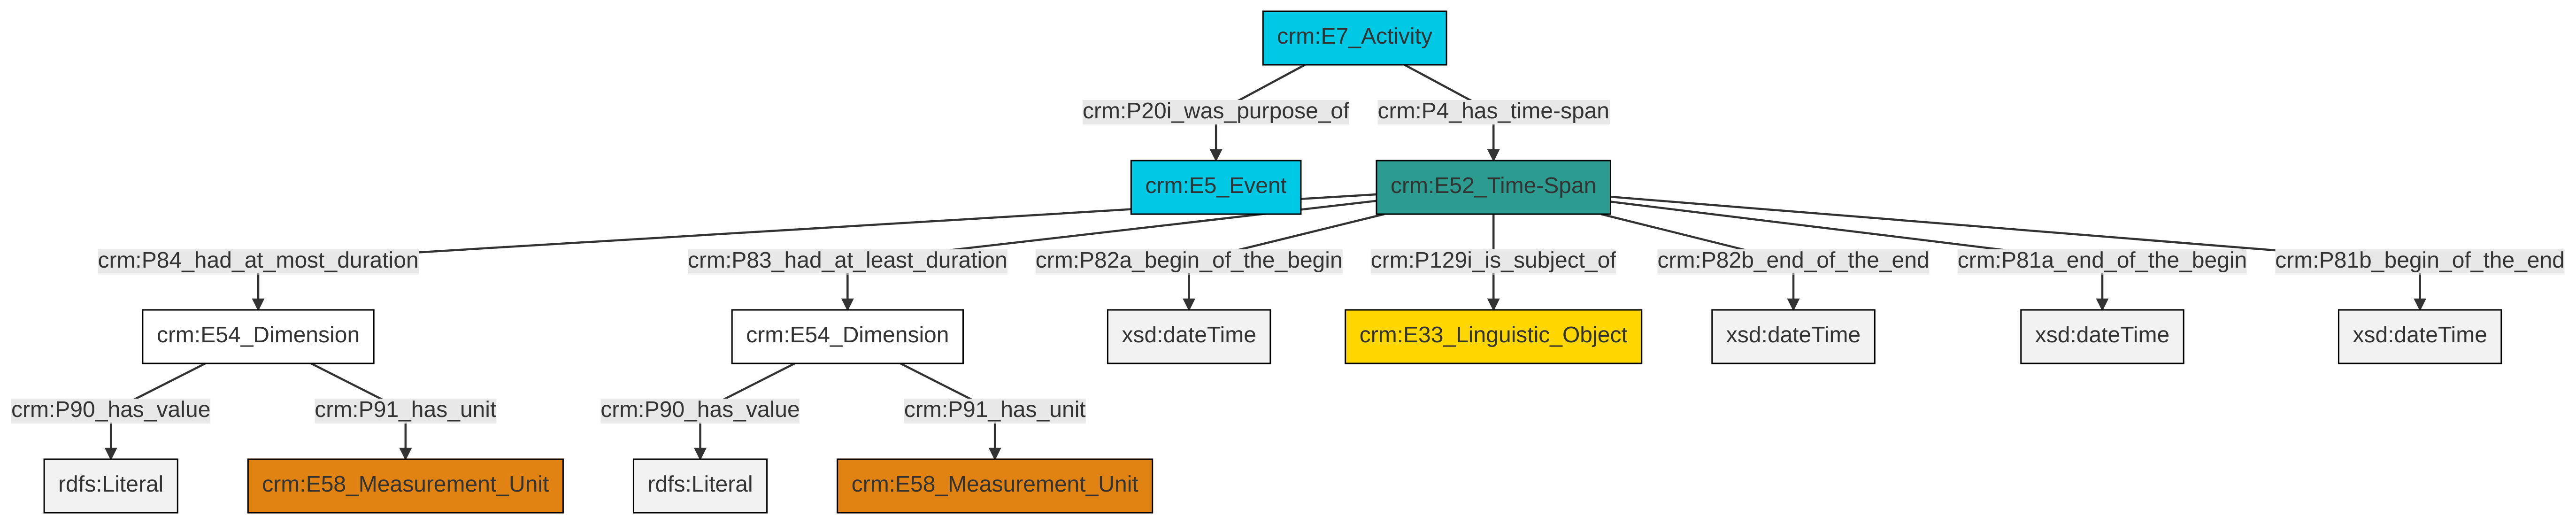 crm:E7_Activity
crm:P20i_was_purpose_of
crm:P4_has_time-span
crm:E5_Event
crm:E52_Time-Span
crm:P84_had_at_most_duration
crm:P83_had_at_least_duration
crm:P82a_begin_of_the_begin
crm:P129i_is_subject_of
crm:P82b_end_of_the_end
crm:P81a_end_of_the_begin
crm:P81b_begin_of_the_end
crm:E54_Dimension
crm:E54_Dimension
xsd:dateTime
crm:E33_Linguistic_Object
xsd:dateTime
xsd:dateTime
xsd:dateTime
crm:P90_has_value
crm:P91_has_unit
crm:P90_has_value
crm:P91_has_unit
rdfs:Literal
crm:E58_Measurement_Unit
rdfs:Literal
crm:E58_Measurement_Unit